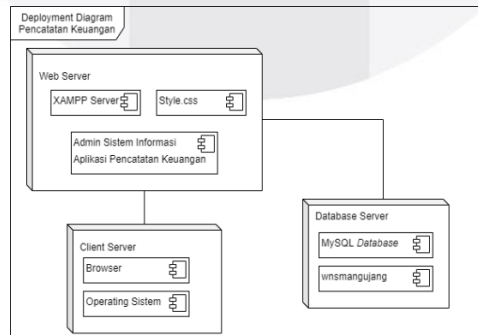 Deployment Diagram
Pencatatan Keuangan
Web Server
XAMPP Server
Style.css
Admin Sistem Informasi
Aplikasi Pencatatan Keuangan
Client Server
Browser
Operating Sistem
Database Server
MySQL Database
wnsmangujang